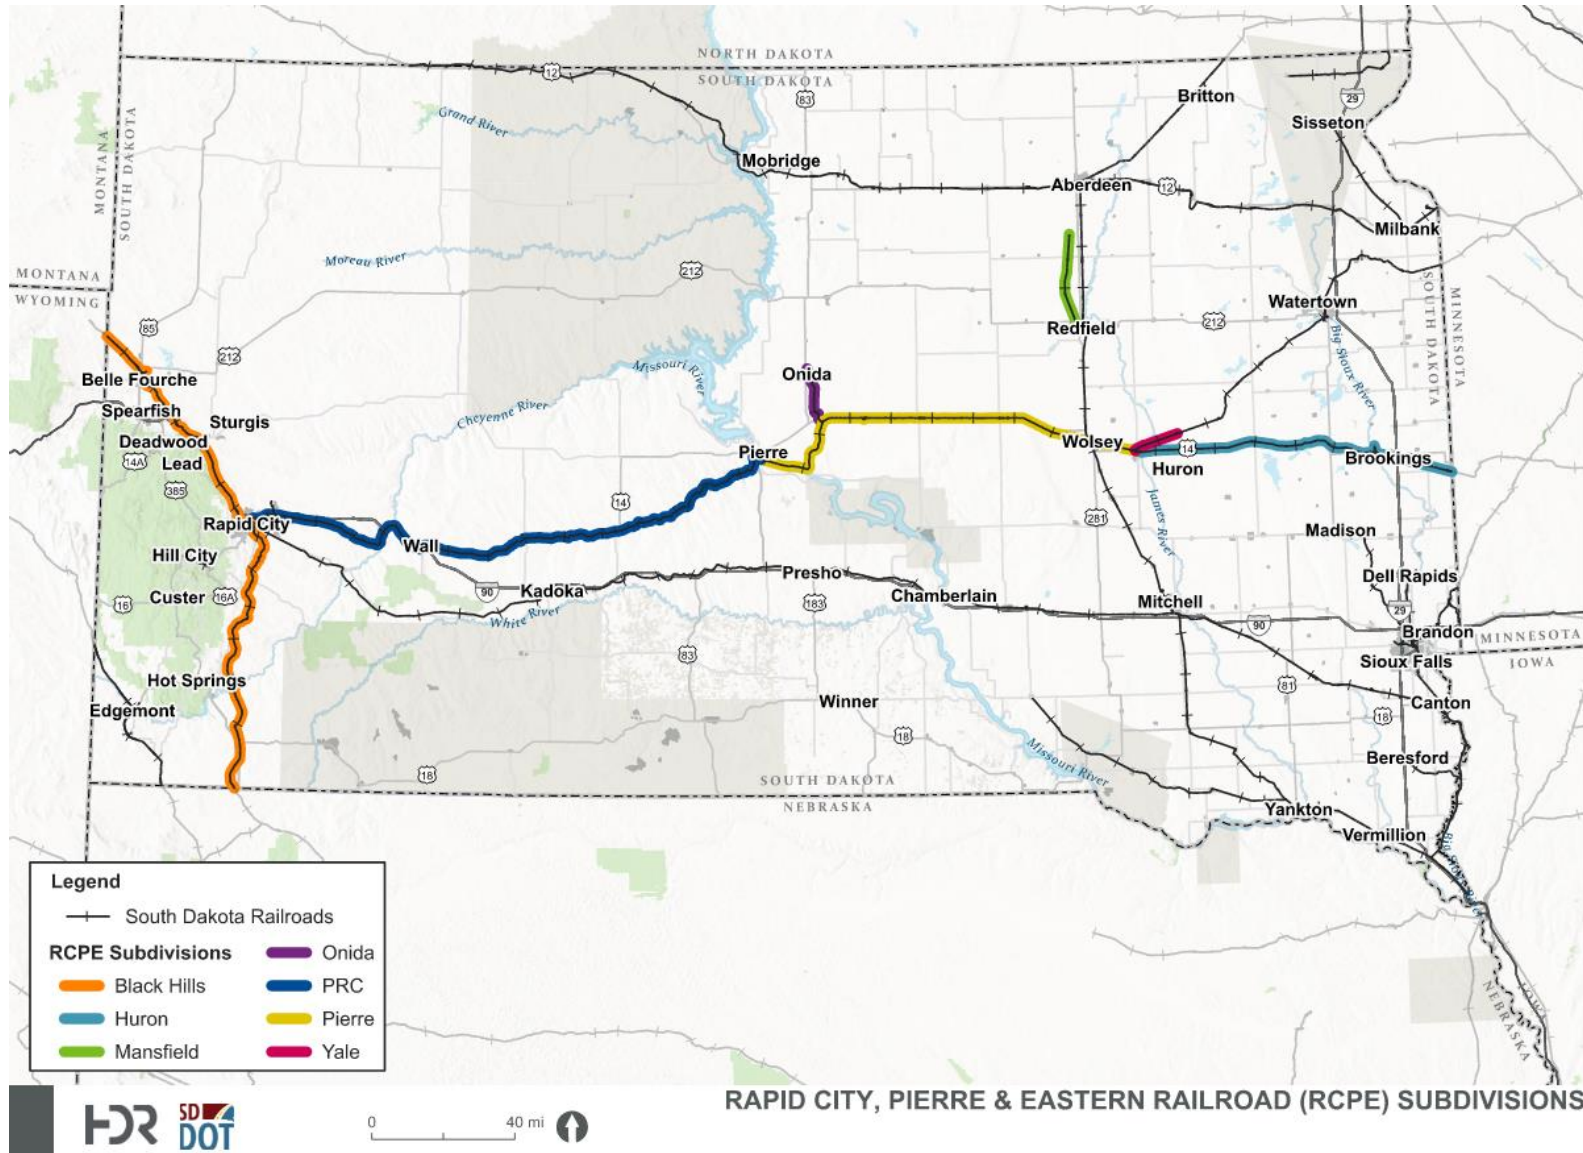 NORTH DAKOTA
SOUTH DAKOTA
12
83
Grand River
Britton
29
Sisseton
MONTANA
SOUTH DAKOTA
Mobridge
Aberdeen
12
Milbank
Moreau River
212
MONTANA
WYOMING
Watertown
SOUTH DAKOTA
MINNESOTA
85
212
Redfield
212
Big Sioux River
Belle Fourche
Missouri River
Onida
Spearfish
Sturgis
Cheyenne River
Deadwood
14A
Lead
Pierre
Wolsey
14
Huron
Brookings
385
14
James River
Rapid City
281
Madison
Hill City
Wall
Dell Rapids
16
Custer
16A
90
Kadoka
White River
Presho
183
Chamberlain
Mitchell
29
90
Brandon
MINNESOTA
IOWA
83
Sioux Falls
Hot Springs
81
Edgemont
Winner
Canton
18
18
Missouri River
Beresford
18
SOUTH DAKOTA
NEBRASKA
Yankton
Vermillion
Big Sioux River
IOWA
NEBRASKA
Legend
South Dakota Railroads
RCPE Subdivisions
Onida
Black Hills
PRC
Huron
Pierre
Mansfield
Yale
RAPID CITY, PIERRE & EASTERN RAILROAD (RCPE) SUBDIVISIONS
HDR
SD
DOT
0
40 mi